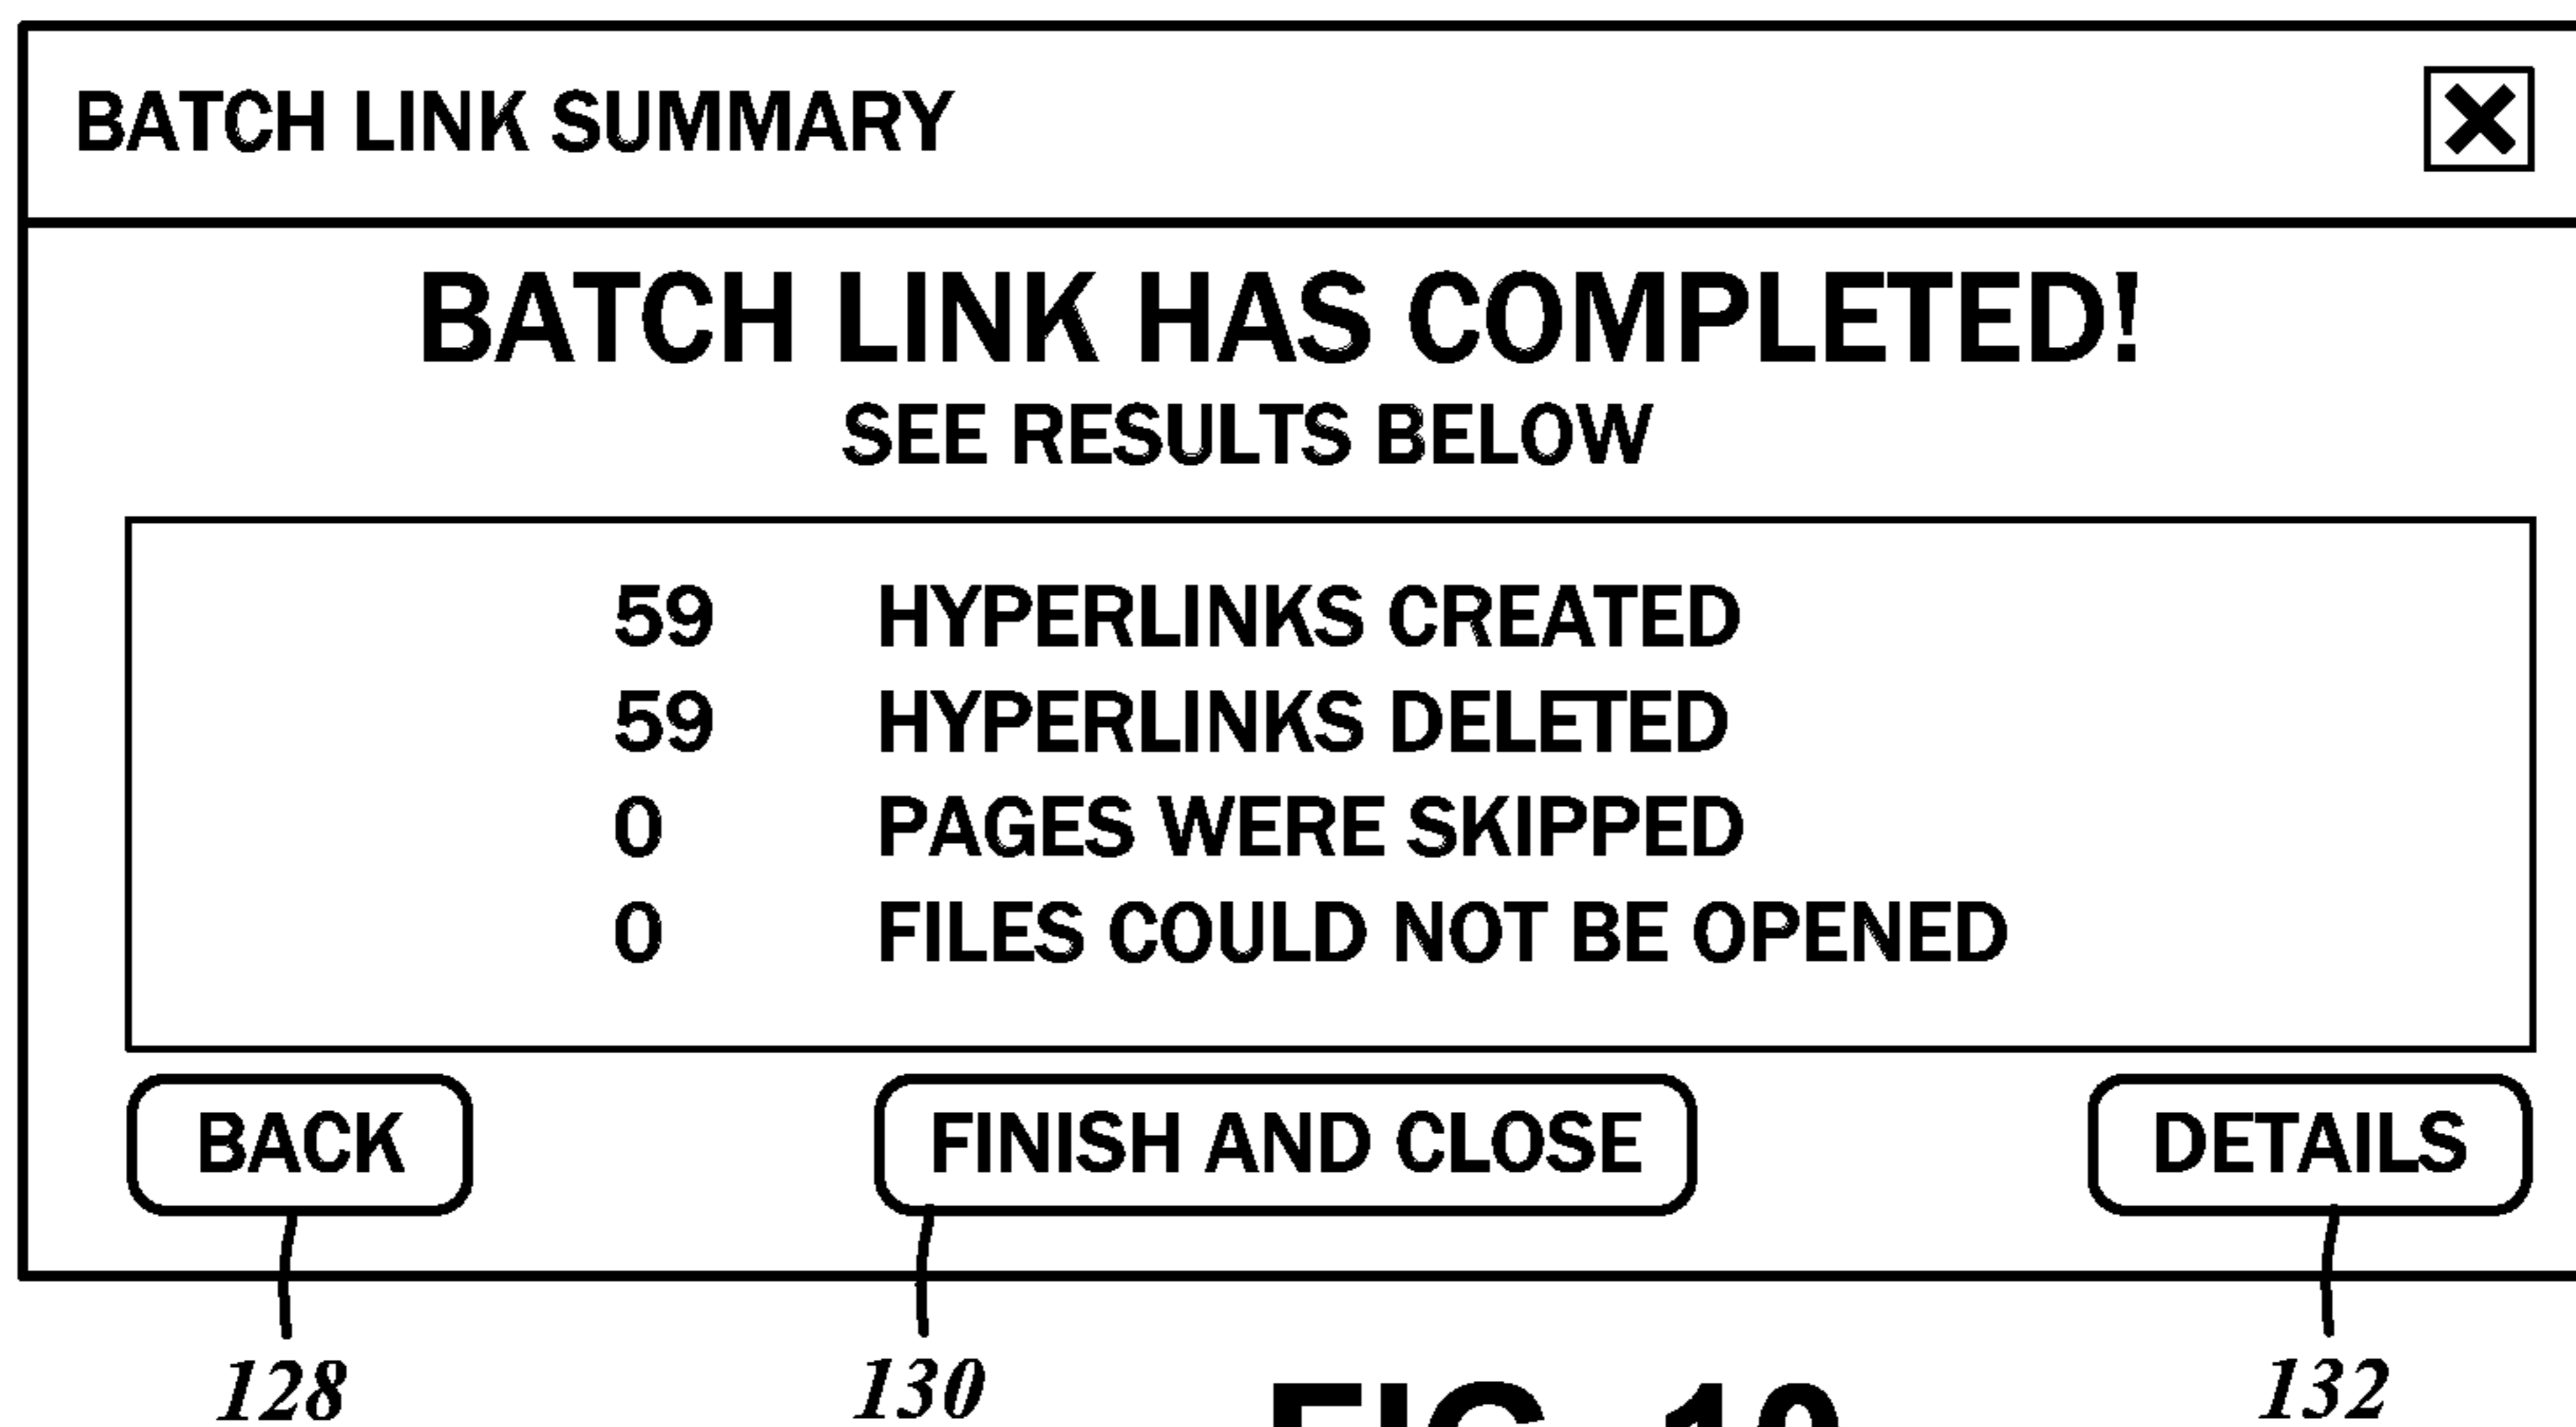 BATCH LINK SUMMARY
BATCH LINK HAS COMPLETED!
SEE RESULTS BELOW
59 HYPERLINKS CREATED
59 HYPERLINKS DELETED
0 PAGES WERE SKIPPED
0 FILES COULD NOT BE OPENED
BACK FINISH AND CLOSE DETAILS
128 130 132